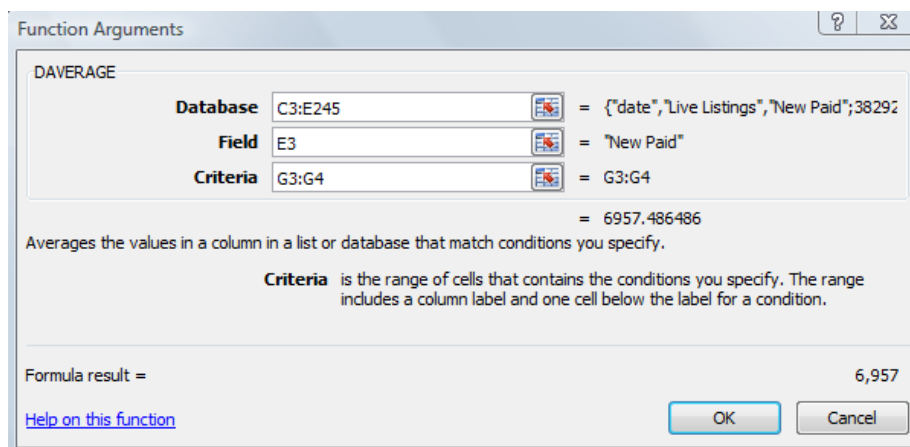 Function Arguments
DAVERAGE
Database C3:E245 = {"date","Live Listings","New Paid";38292
Field E3 = "New Paid"
Criteria G3:G4 = G3:G4
= 6957.486486
Averages the values in a column in a list or database that match conditions you specify.
Criteria is the range of cells that contains the conditions you specify. The range
includes a column label and one cell below the label for a condition.
Formula result = 6,957
Help on this function OK Cancel